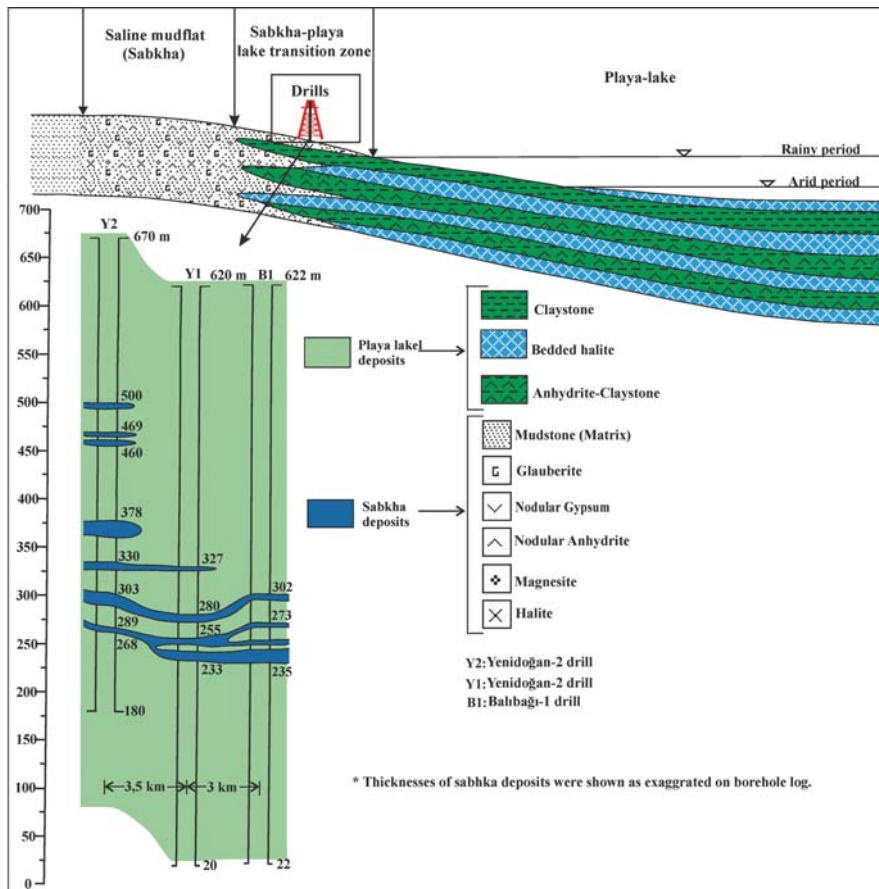 Saline mudflat
(Sabkha)
Sabkha-playa
lake transition zone
Playa-lake
Drills
Rainy period
Arid period
700
675
650
625
600
550
500
450
400
350
300
250
200
150
100
50
25
0
Y2
670 m
Y1
620 m
B1
622 m
500
469
460
378
330
327
303
302
280
289
273
255
268
233
235
180
3,5 km
3 km
20
22
Playa lakel
deposits
Claystone
Bedded halite
Anhydrite-Claystone
Sabkha
deposits
Mudstone (Matrix)
Glauberite
Nodular Gypsum
Nodular Anhydrite
Magnesite
Halite
Y2:Yenidoğan-2 drill
Y1:Yenidoğan-2 drill
B1:Balıbağı-1 drill
* Thicknesses of sabhka deposits were shown as exaggrated on borehole log.